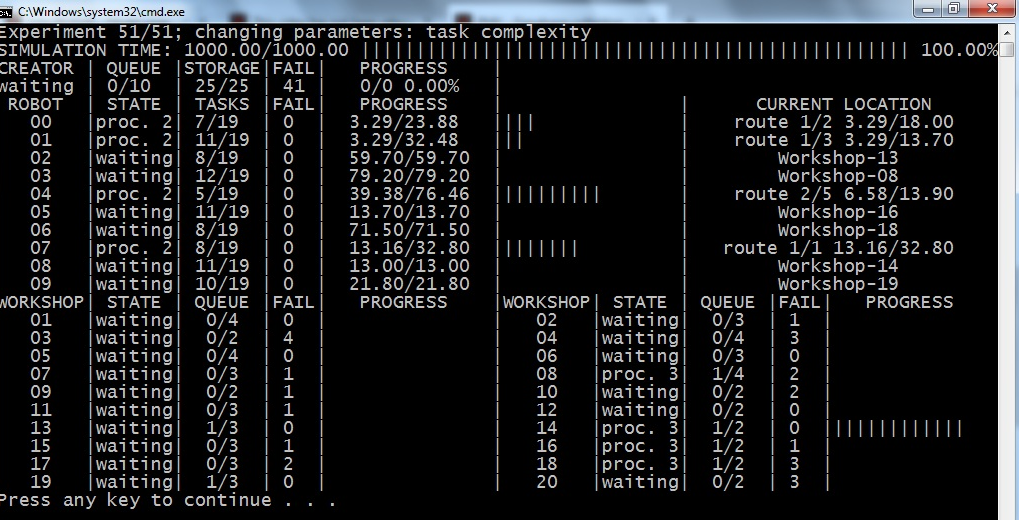 C:\Windows\system32\cmd.exe
Experiment 51/51; changing parameters: task complexity
SIMULATION TIME: 1000.00/1000.00 |||||||||||||||||||||||||||||||||||||||||||||||||| 100.00%
CREATOR | QUEUE |STORAGE|FAIL| PROGRESS |
waiting | 0/10 | 25/25 | 41 | 0/0 0.00% |
ROBOT | STATE | TASKS |FAIL| PROGRESS | | CURRENT LOCATION
00 |proc. 2| 7/19 | 0 | 3.29/23.88 |||| | route 1/2 3.29/18.00
01 |proc. 2| 11/19 | 0 | 3.29/32.48 ||| | route 1/3 3.29/13.70
02 |waiting| 8/19 | 0 | 59.70/59.70 | | Workshop-13
03 |waiting| 12/19 | 0 | 79.20/79.20 | | Workshop-08
04 |proc. 2| 5/19 | 0 | 39.38/76.46 |||||||||| | route 2/5 6.58/13.90
05 |waiting| 11/19 | 0 | 13.70/13.70 | | Workshop-16
06 |waiting| 8/19 | 0 | 71.50/71.50 | | Workshop-18
07 |proc. 2| 8/19 | 0 | 13.16/32.80 |||||||| | route 1/1 13.16/32.80
08 |waiting| 11/19 | 0 | 13.00/13.00 | | Workshop-14
09 |waiting| 10/19 | 0 | 21.80/21.80 | | Workshop-19
WORKSHOP| STATE | QUEUE |FAIL| PROGRESS |WORKSHOP| STATE | QUEUE |FAIL| PROGRESS
01 |waiting| 0/4 | 0 | | 02 |waiting| 0/3 | 1 |
03 |waiting| 0/2 | 4 | | 04 |waiting| 0/4 | 3 |
05 |waiting| 0/4 | 0 | | 06 |waiting| 0/3 | 0 |
07 |waiting| 0/3 | 1 | | 08 |proc. 3| 1/4 | 2 |
09 |waiting| 0/2 | 1 | | 10 |waiting| 0/2 | 2 |
11 |waiting| 0/3 | 1 | | 12 |waiting| 0/2 | 0 |
13 |waiting| 1/3 | 0 | | 14 |proc. 3| 1/2 | 0 |||||||||||||
15 |waiting| 0/3 | 1 | | 16 |proc. 3| 1/2 | 1 |
17 |waiting| 0/3 | 2 | | 18 |proc. 3| 1/2 | 3 |
19 |waiting| 1/3 | 0 | | 20 |waiting| 0/2 | 3 |
Press any key to continue . . .